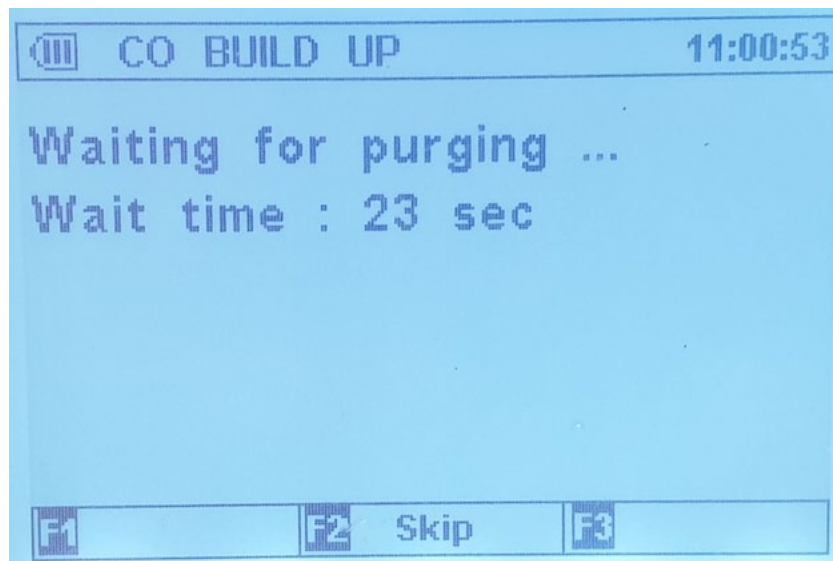 CO BUILD UP 11:00:53
Waiting for purging ...
Wait time : 23 sec
F1 F2 Skip F3